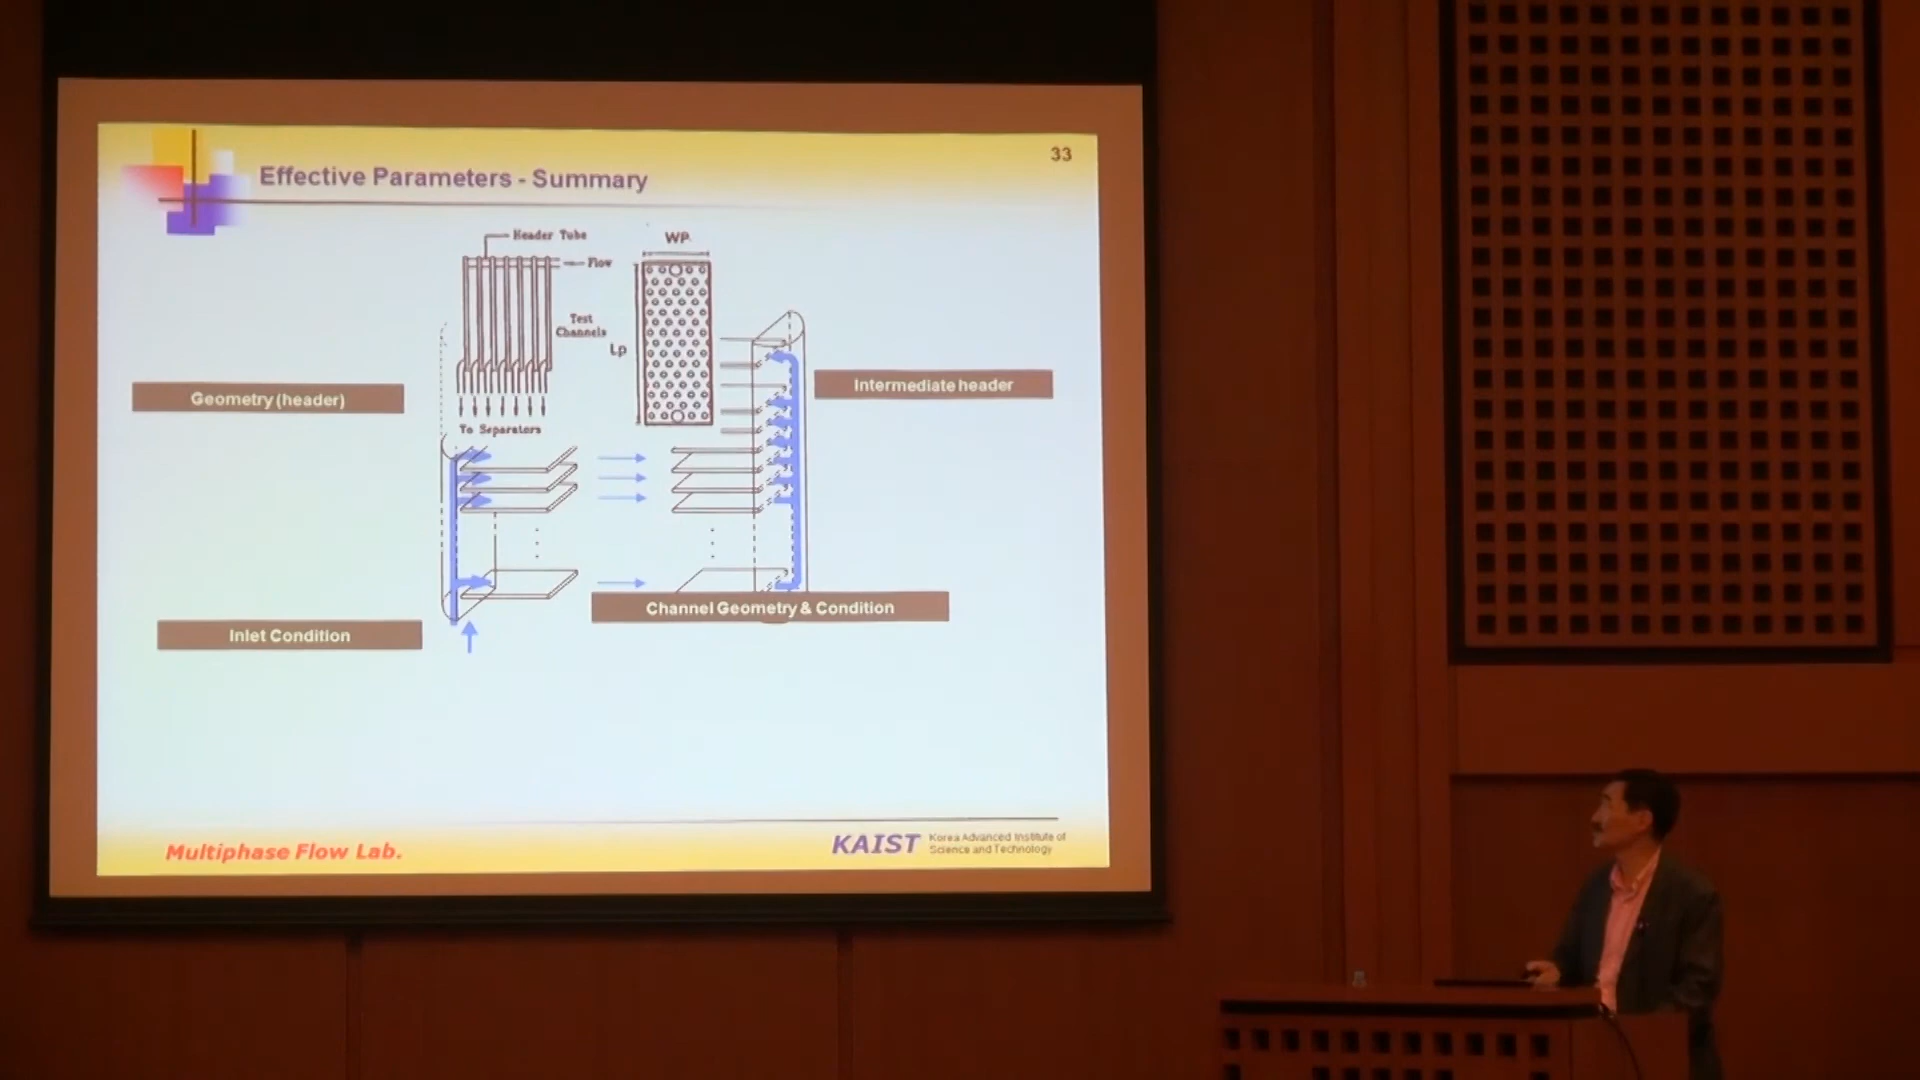 33
Effective Parameters - Summary
Header Tube
Flow
WP.
Test
Channels
Lp
Geometry (header)
Intermediate header
To Separators
Channel Geometry & Condition
Inlet Condition
Multiphase Flow Lab.
KAIST
Korea Advanced Institute of
Science and Technology